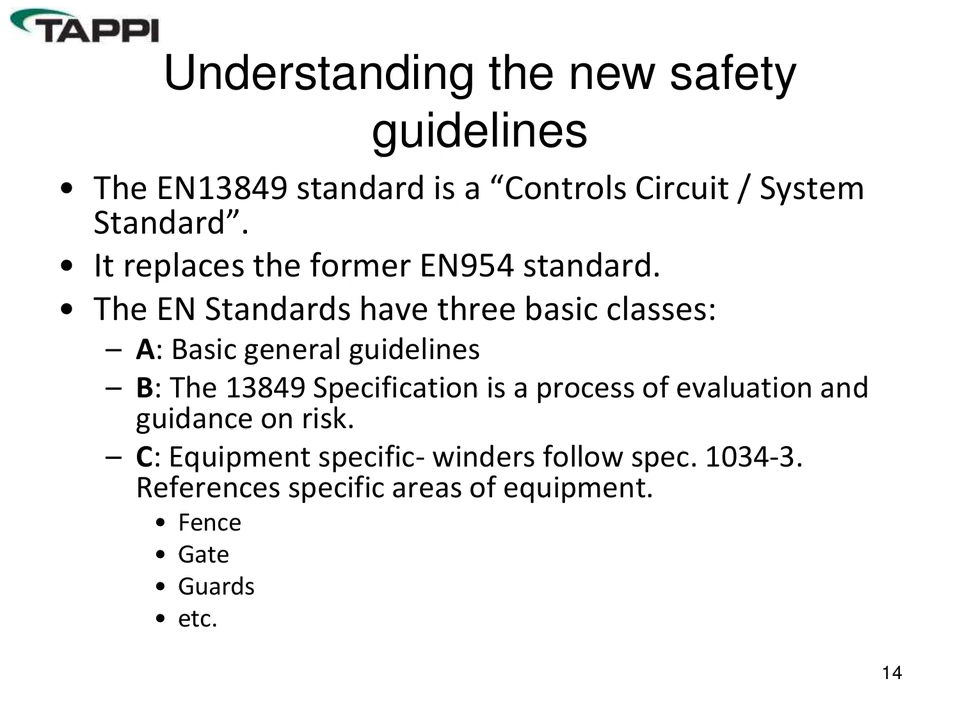 TAPPI
Understanding the new safety
guidelines
• The EN13849 standard is a “Controls Circuit / System
Standard”.
• It replaces the former EN954 standard.
• The EN Standards have three basic classes:
– A: Basic general guidelines
– B: The 13849 Specification is a process of evaluation and
guidance on risk.
– C: Equipment specific- winders follow spec. 1034-3.
References specific areas of equipment.
• Fence
• Gate
• Guards
• etc.
14